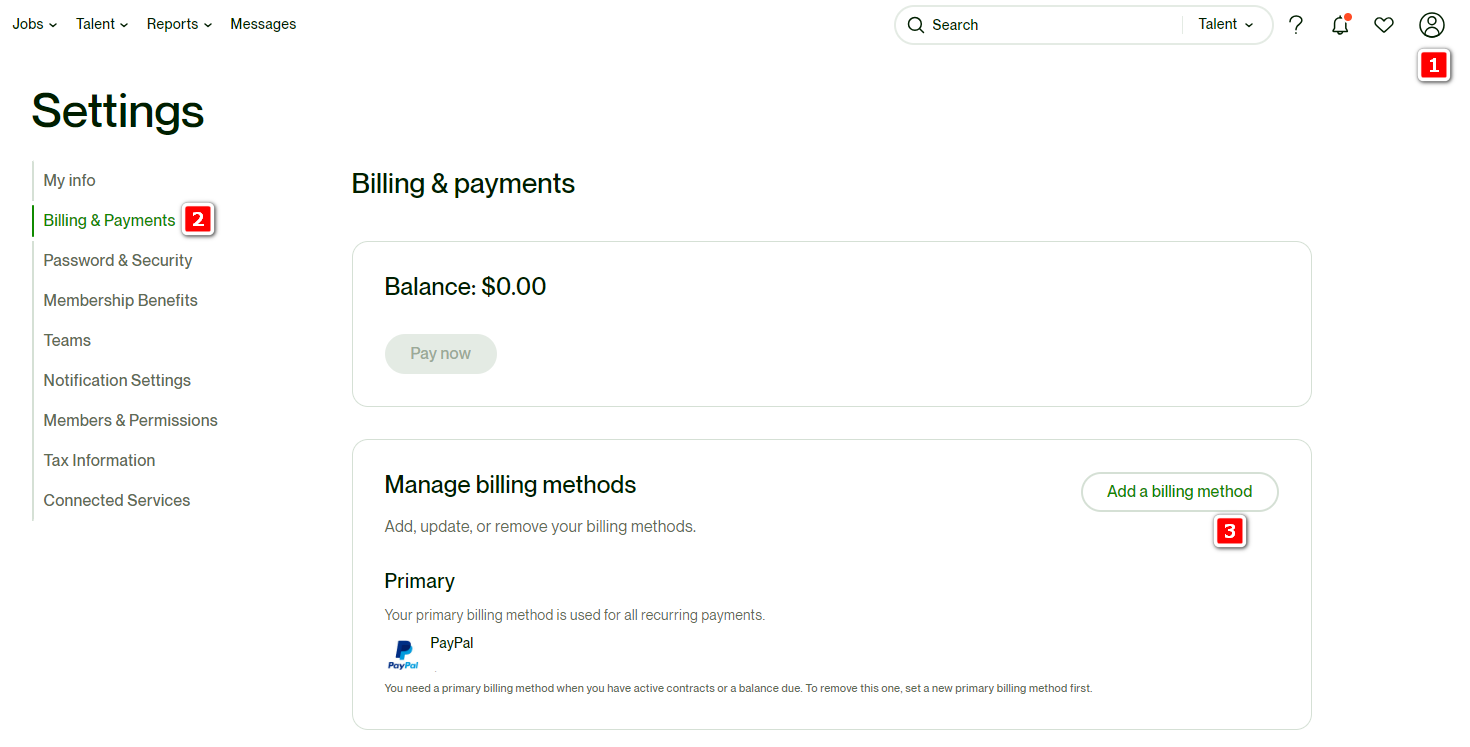 Jobs Talent Reports Messages Search Talent
1
Settings
My info
Billing & Payments 2
Password & Security
Membership Benefits
Teams
Notification Settings
Members & Permissions
Tax Information
Connected Services
Billing & payments
Balance: $0.00
Pay now
Manage billing methods
Add a billing method
3
Add, update, or remove your billing methods.
Primary
Your primary billing method is used for all recurring payments.
PayPal
PayPal
You need a primary billing method when you have active contracts or a balance due. To remove this one, set a new primary billing method first.